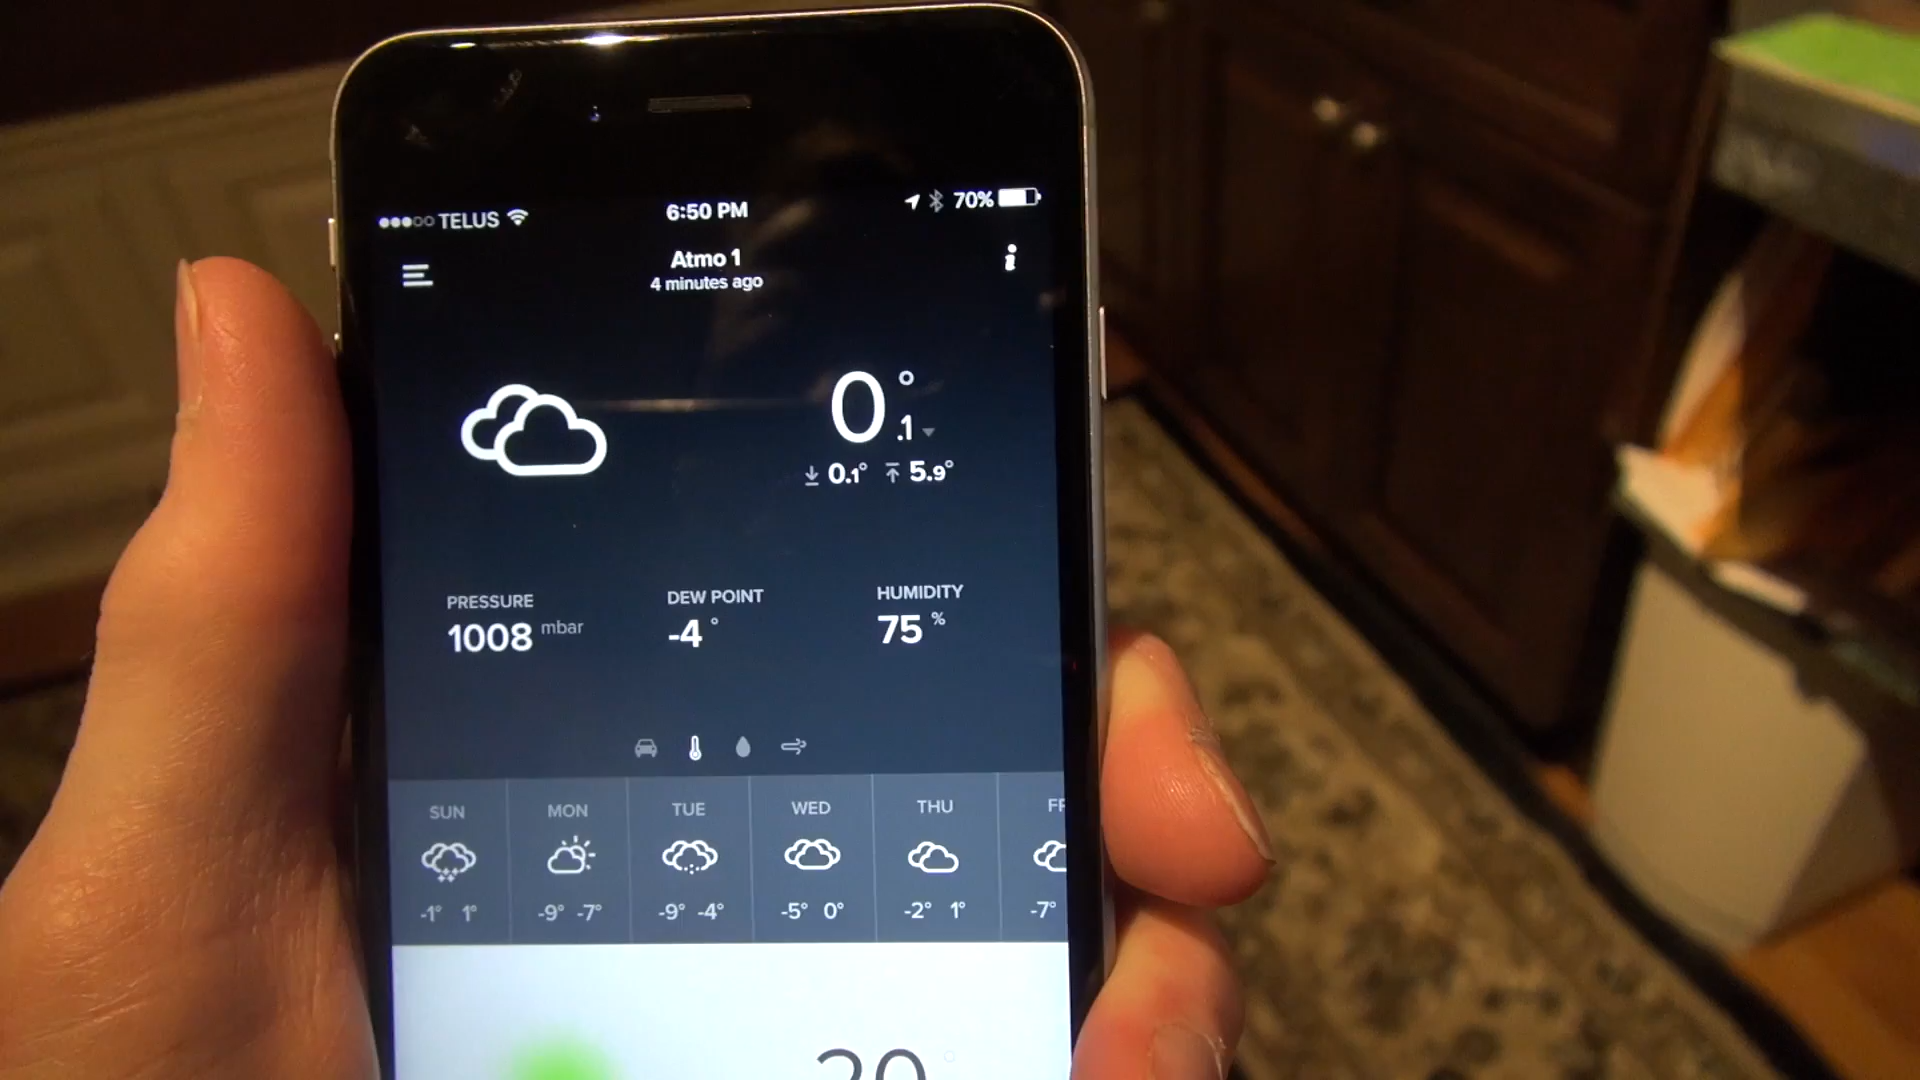 TELUS 6:50 PM 70%
Atmo 1
4 minutes ago
0°.1
0.1° 5.9°
PRESSURE DEW POINT HUMIDITY
1008 mbar -4° 75%
SUN MON TUE WED THU
-1° 1° -9° -7° -9° -4° -5° 0° -2° 1° -7°